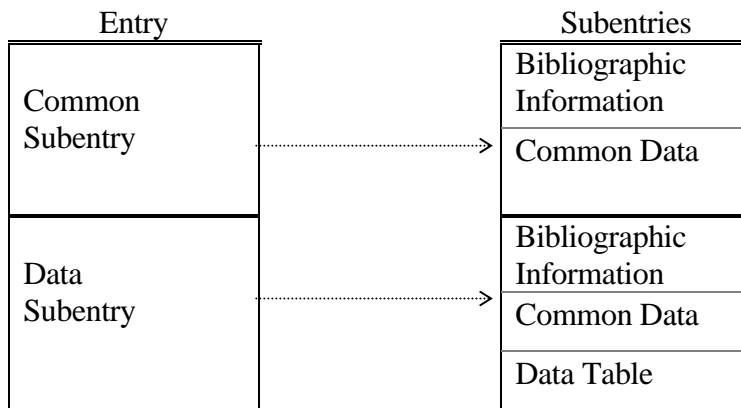 Entry
Common
Subentry
Data
Subentry
Subentries
Bibliographic
Information
Common Data
Bibliographic
Information
Common Data
Data Table